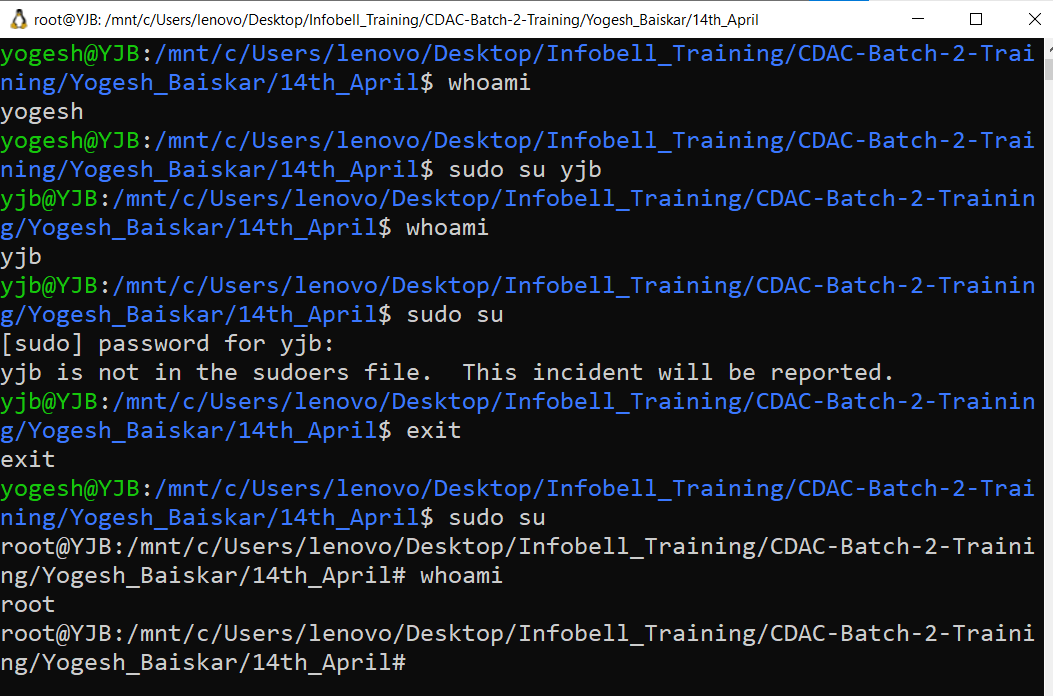 root@YJB: /mnt/c/Users/lenovo/Desktop/Infobell_Training/CDAC-Batch-2-Training/Yogesh_Baiskar/14th_April
yogesh@YJB:/mnt/c/Users/lenovo/Desktop/Infobell_Training/CDAC-Batch-2-Trai
ning/Yogesh_Baiskar/14th_April$ whoami
yogesh
yogesh@YJB:/mnt/c/Users/lenovo/Desktop/Infobell_Training/CDAC-Batch-2-Trai
ning/Yogesh_Baiskar/14th_April$ sudo su yjb
yjb@YJB:/mnt/c/Users/lenovo/Desktop/Infobell_Training/CDAC-Batch-2-Trainin
g/Yogesh_Baiskar/14th_April$ whoami
yjb
yjb@YJB:/mnt/c/Users/lenovo/Desktop/Infobell_Training/CDAC-Batch-2-Trainin
g/Yogesh_Baiskar/14th_April$ sudo su
[sudo] password for yjb:
yjb is not in the sudoers file.  This incident will be reported.
yjb@YJB:/mnt/c/Users/lenovo/Desktop/Infobell_Training/CDAC-Batch-2-Trainin
g/Yogesh_Baiskar/14th_April$ exit
exit
yogesh@YJB:/mnt/c/Users/lenovo/Desktop/Infobell_Training/CDAC-Batch-2-Trai
ning/Yogesh_Baiskar/14th_April$ sudo su
root@YJB:/mnt/c/Users/lenovo/Desktop/Infobell_Training/CDAC-Batch-2-Traini
ng/Yogesh_Baiskar/14th_April# whoami
root
root@YJB:/mnt/c/Users/lenovo/Desktop/Infobell_Training/CDAC-Batch-2-Traini
ng/Yogesh_Baiskar/14th_April#